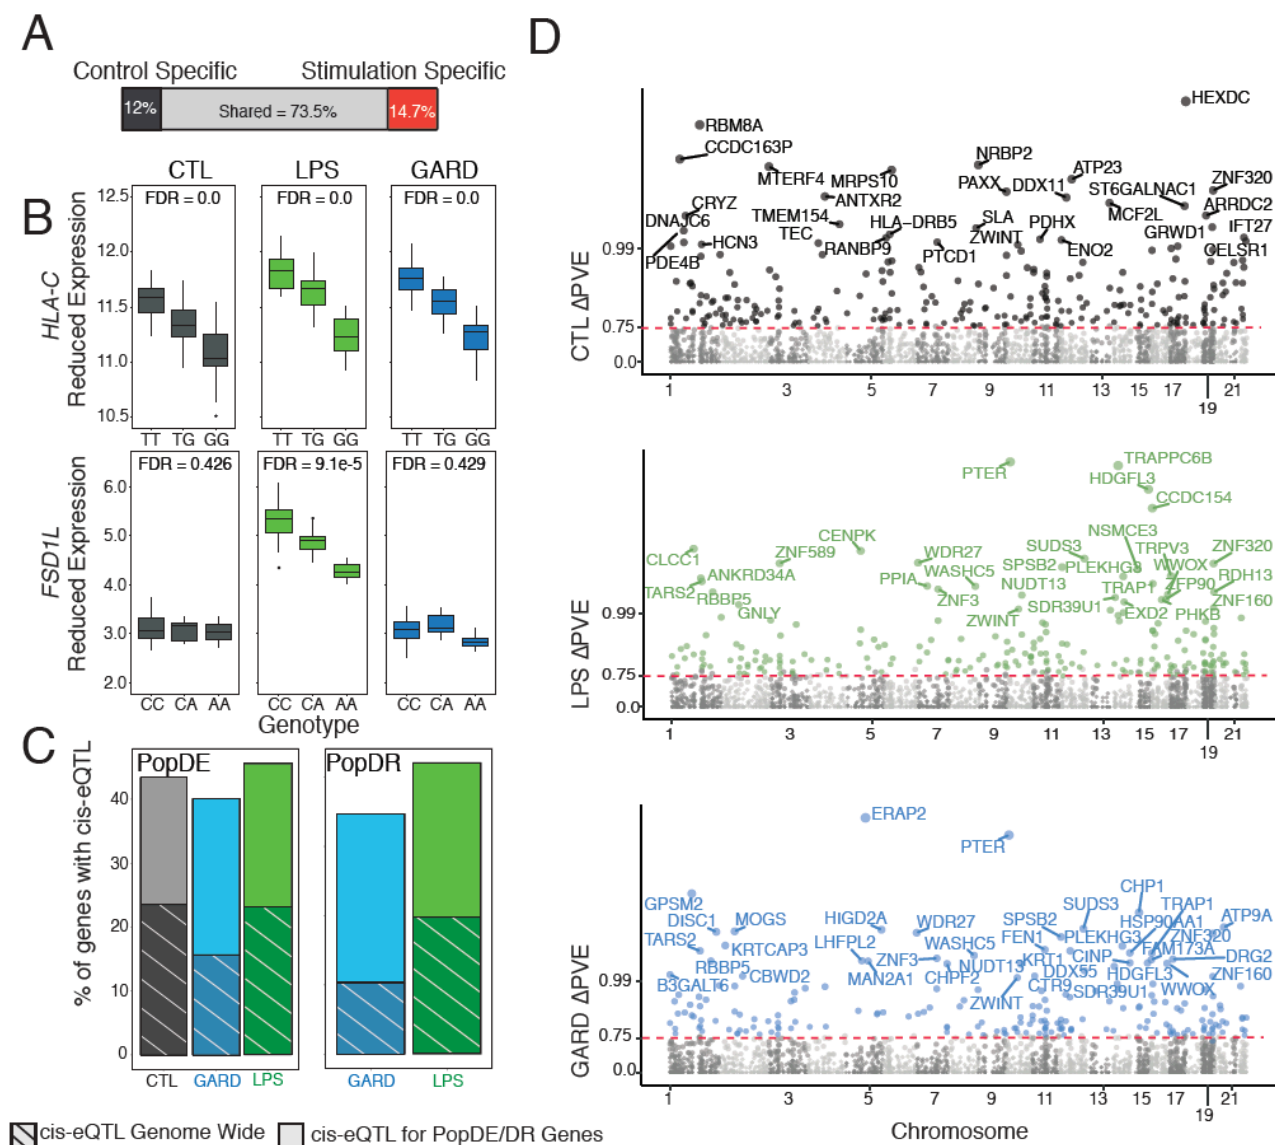 A
Control Specific
Stimulation Specific
12%
Shared = 73.5%
14.7%
B
CTL
LPS
GARD
HLA-C
Reduced Expression
12.5
12.0
11.5
11.0
10.5
FDR = 0.0
FDR = 0.0
FDR = 0.0
TT TG GG
TT TG GG
TT TG GG
FSD1L
Reduced Expression
6.0
5.0
4.0
3.0
2.0
FDR = 0.426
FDR = 9.1e-5
FDR = 0.429
CC CA AA
CC CA AA
CC CA AA
Genotype
C
% of genes with cis-eQTL
40
30
20
10
0
PopDE
PopDR
CTL GARD LPS
GARD LPS
cis-eQTL Genome Wide
cis-eQTL for PopDE/DR Genes
D
CTL ΔPVE
0.99
0.75
0.0
HEXDC
RBM8A
CCDC163P
MTERF4
MRPS10
NRBP2
ATP23
PAXX
DDX11
ST6GALNAC1
ZNF320
CRYZ
ANTXR2
MCF2L
ARRDC2
DNAJC6
TMEM154
HLA-DRB5
SLA
PDHX
IFT27
HCN3
TEC
RANBP9
ZWINT
GRWD1
PDE4B
PTCD1
ENO2
CELSR1
1 3 5 7 9 11 13 15 17 21
19
LPS ΔPVE
0.99
0.75
0.0
PTER
TRAPPC6B
HDGFL3
CCDC154
CENPK
NSMCE3
CLCC1
ZNF589
WDR27
SUDS3
TRPV3
ZNF320
ANKRD34A
PPIA
WASHC5
SPSB2
PLEKHG3
WWOX
TARS2
RBBP5
ZNF3
NUDT13
TRAP1
ZFP90
RDH13
GNLY
ZWINT
SDR39U1
EXD2
PHKB
ZNF160
1 3 5 7 9 11 13 15 17 21
19
GARD ΔPVE
0.99
0.75
0.0
ERAP2
PTER
GPSM2
CHP1
DISC1
MOGS
HIGD2A
WDR27
SPSB2
SUDS3
TRAP1
HSP90AA1
ATP9A
TARS2
KRTCAP3
LHFPL2
WASHC5
FEN1
PLEKHG3
ZNF320
RBBP5
ZNF3
NUDT13
KRT1
CINP
FAM173A
DRG2
B3GALT6
CBWD2
MAN2A1
CHPF2
DDX55
HDGFL3
ZNF160
ZWINT
CTR9
SDR39U1
WWOX
1 3 5 7 9 11 13 15 17 21
19
Chromosome